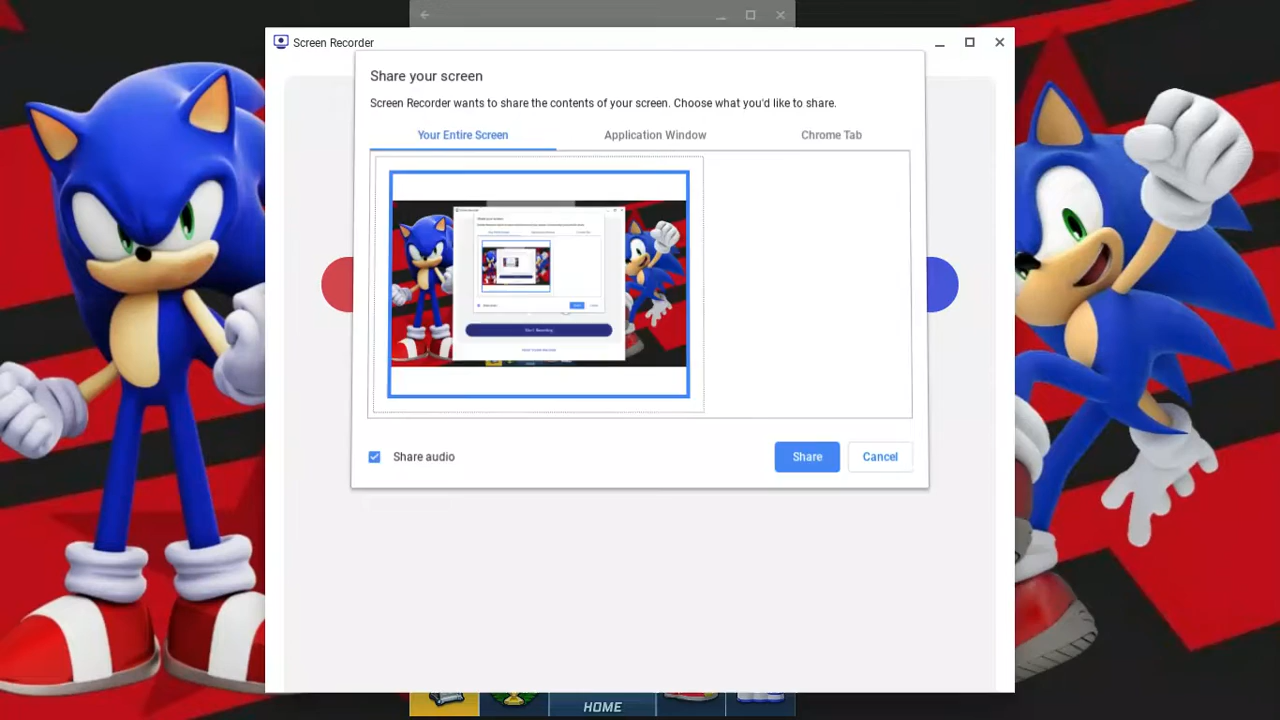 Screen Recorder
Share your screen
Screen Recorder wants to share the contents of your screen. Choose what you'd like to share.
Your Entire Screen
Application Window
Chrome Tab
Share audio
Share
Cancel
HOME